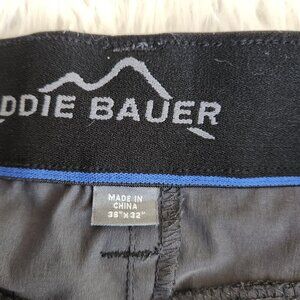 DDIE BAUER
MADE IN
CHINA
36"X32"